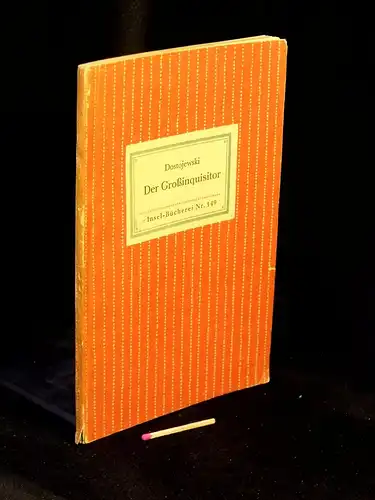 Dostojewski
Der Großinquisitor
Insel-Bücherei Nr. 149